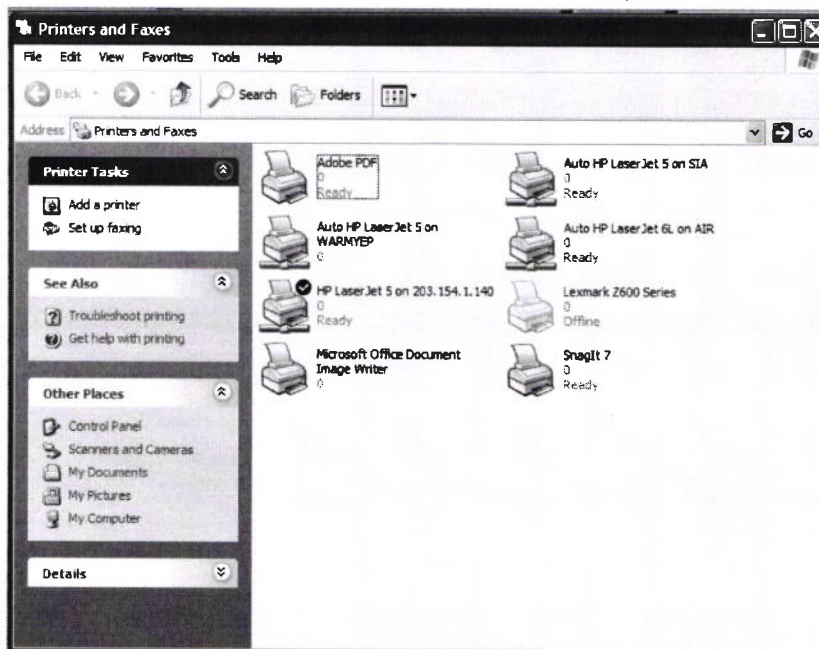 Printers and Faxes
File Edit View Favorites Tools Help
Back Search Folders
Address Printers and Faxes Go
Printer Tasks
Add a printer
Set up faxing
See Also
Troubleshoot printing
Get help with printing
Other Places
Control Panel
Scanners and Cameras
My Documents
My Pictures
My Computer
Details
Adobe PDF
0
Ready
Auto HP LaserJet 5 on SIA
0
Ready
Auto HP LaserJet 5 on
WARMYEP
0
Auto HP LaserJet 6L on AIR
0
Ready
HP LaserJet 5 on 203.154.1.140
0
Ready
Lexmark Z600 Series
0
Offline
Microsoft Office Document
Image Writer
0
SnagIt 7
0
Ready